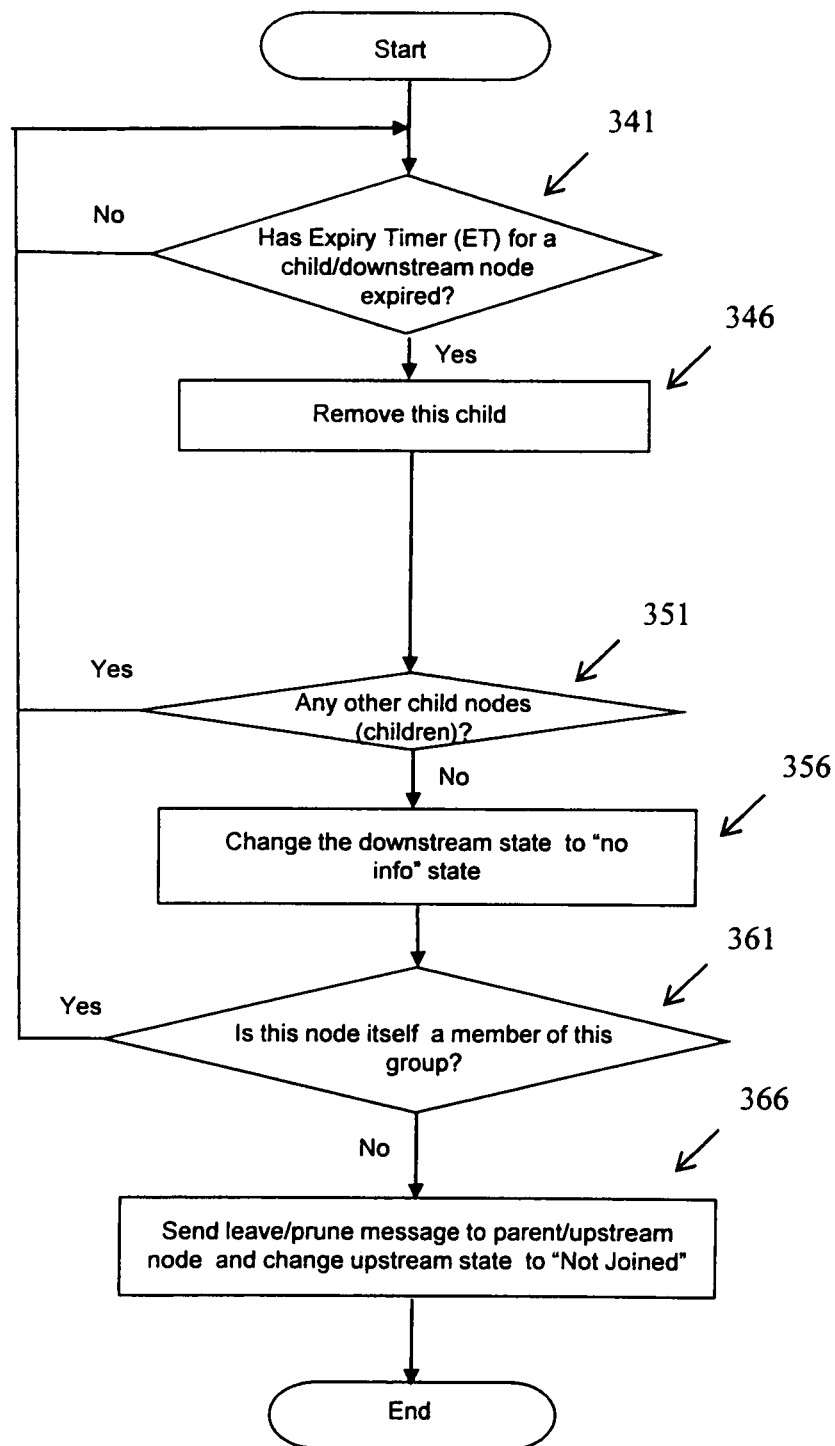 Start
341
No
Has Expiry Timer (ET) for a
child/downstream node
expired?
346
Yes
Remove this child
351
Yes
Any other child nodes
(children)?
No
356
Change the downstream state to "no
info" state
361
Yes
Is this node itself a member of this
group?
366
No
Send leave/prune message to parent/upstream
node and change upstream state to "Not Joined"
End